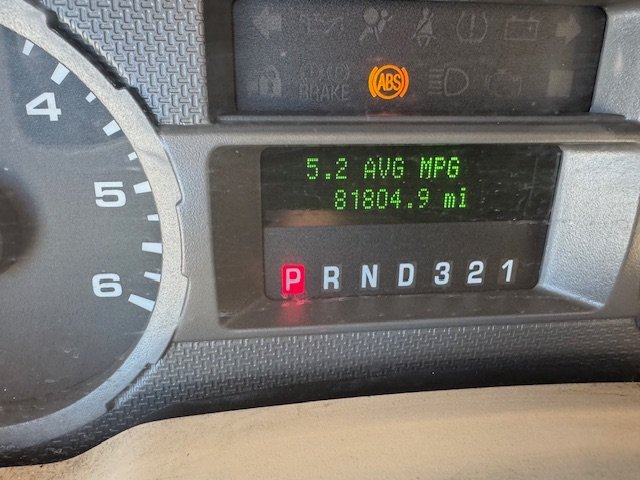 BRAKE
ABS
5.2 AVG MPG
81804.9 mi
P R N D 3 2 1
4
5
6